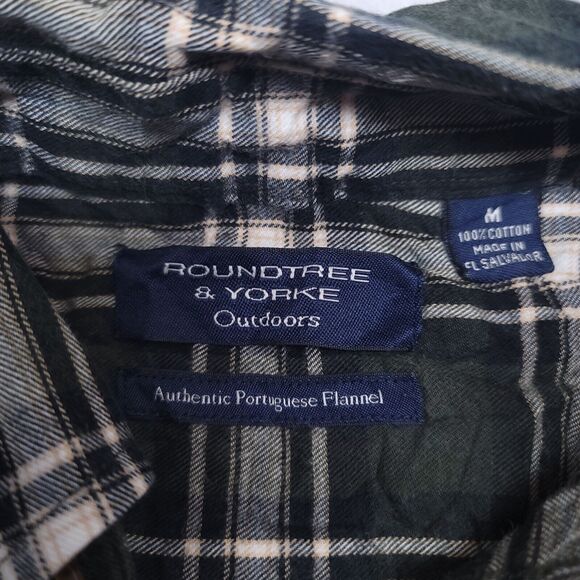 M
100% COTTON
MADE IN
EL SALVADOR
ROUNDTREE
& YORKE
Outdoors
Authentic Portuguese Flannel